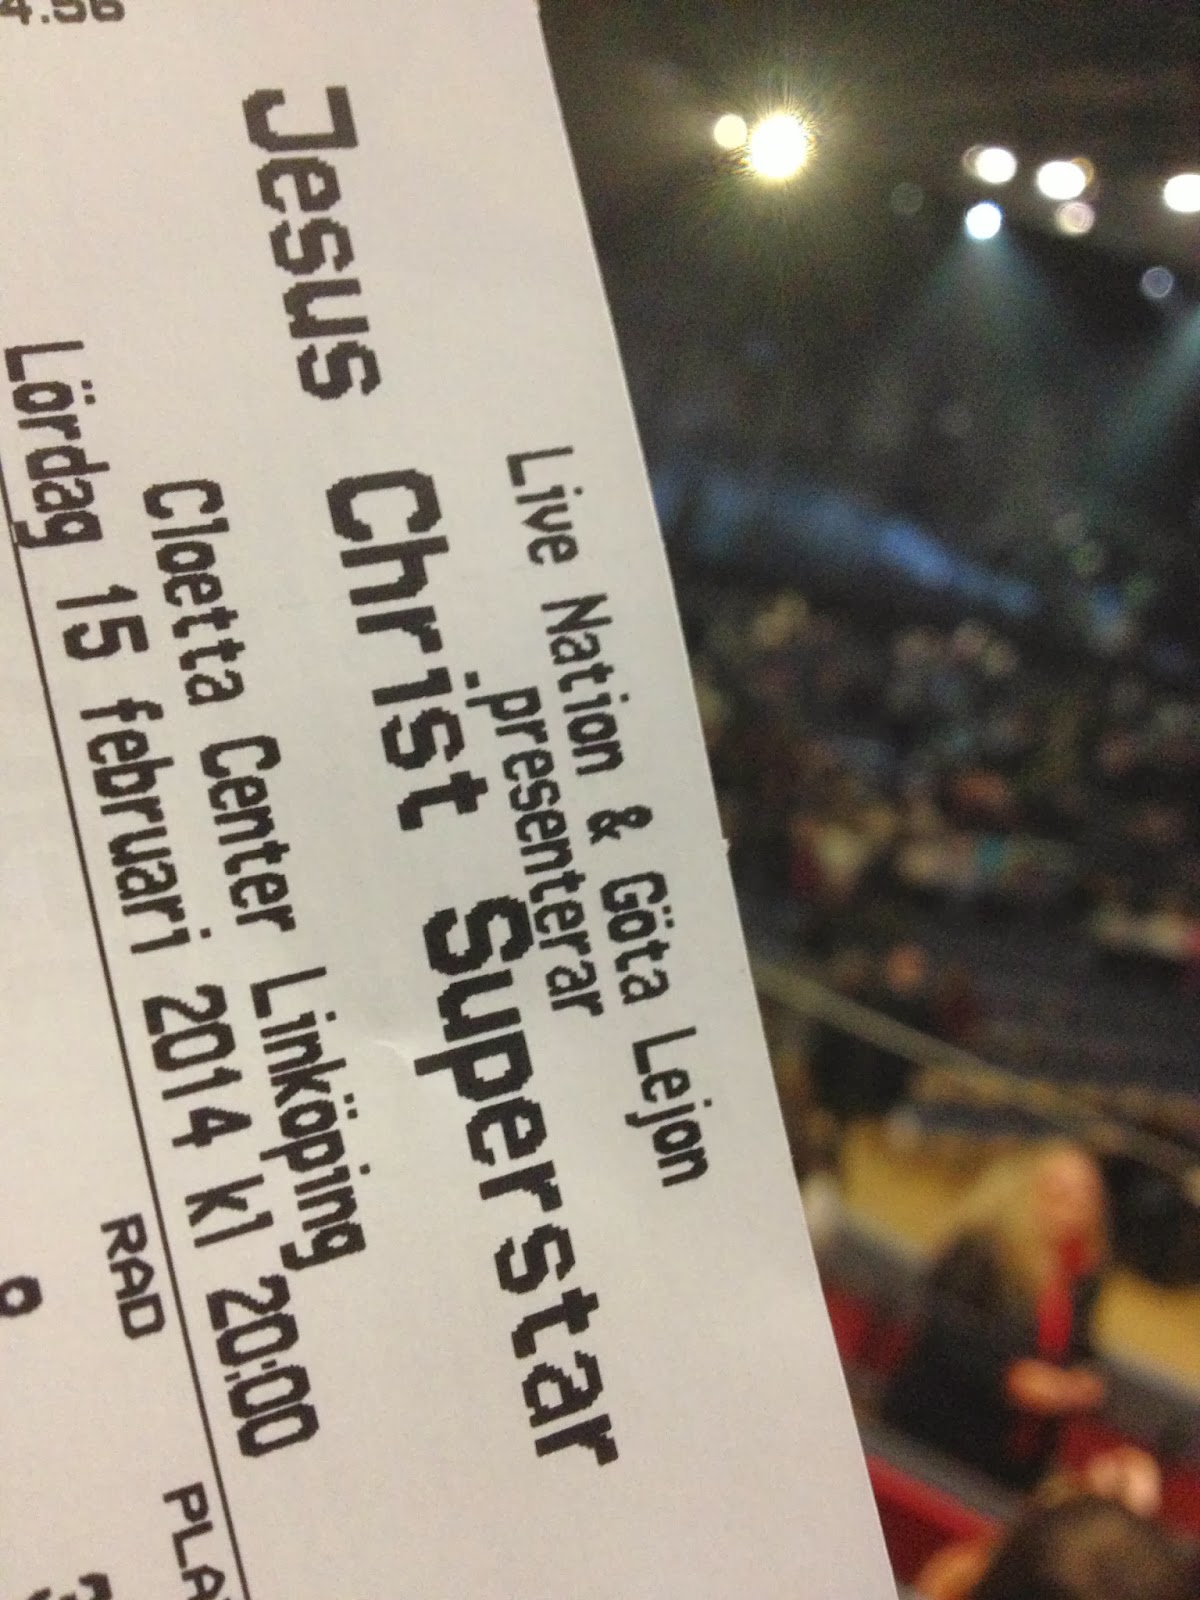 Live Nation & Göta Lejon
presenterar
Jesus Christ Superstar
Cloetta Center Linköping
Lördag 15 februari 2014 kl 20.00
RAD